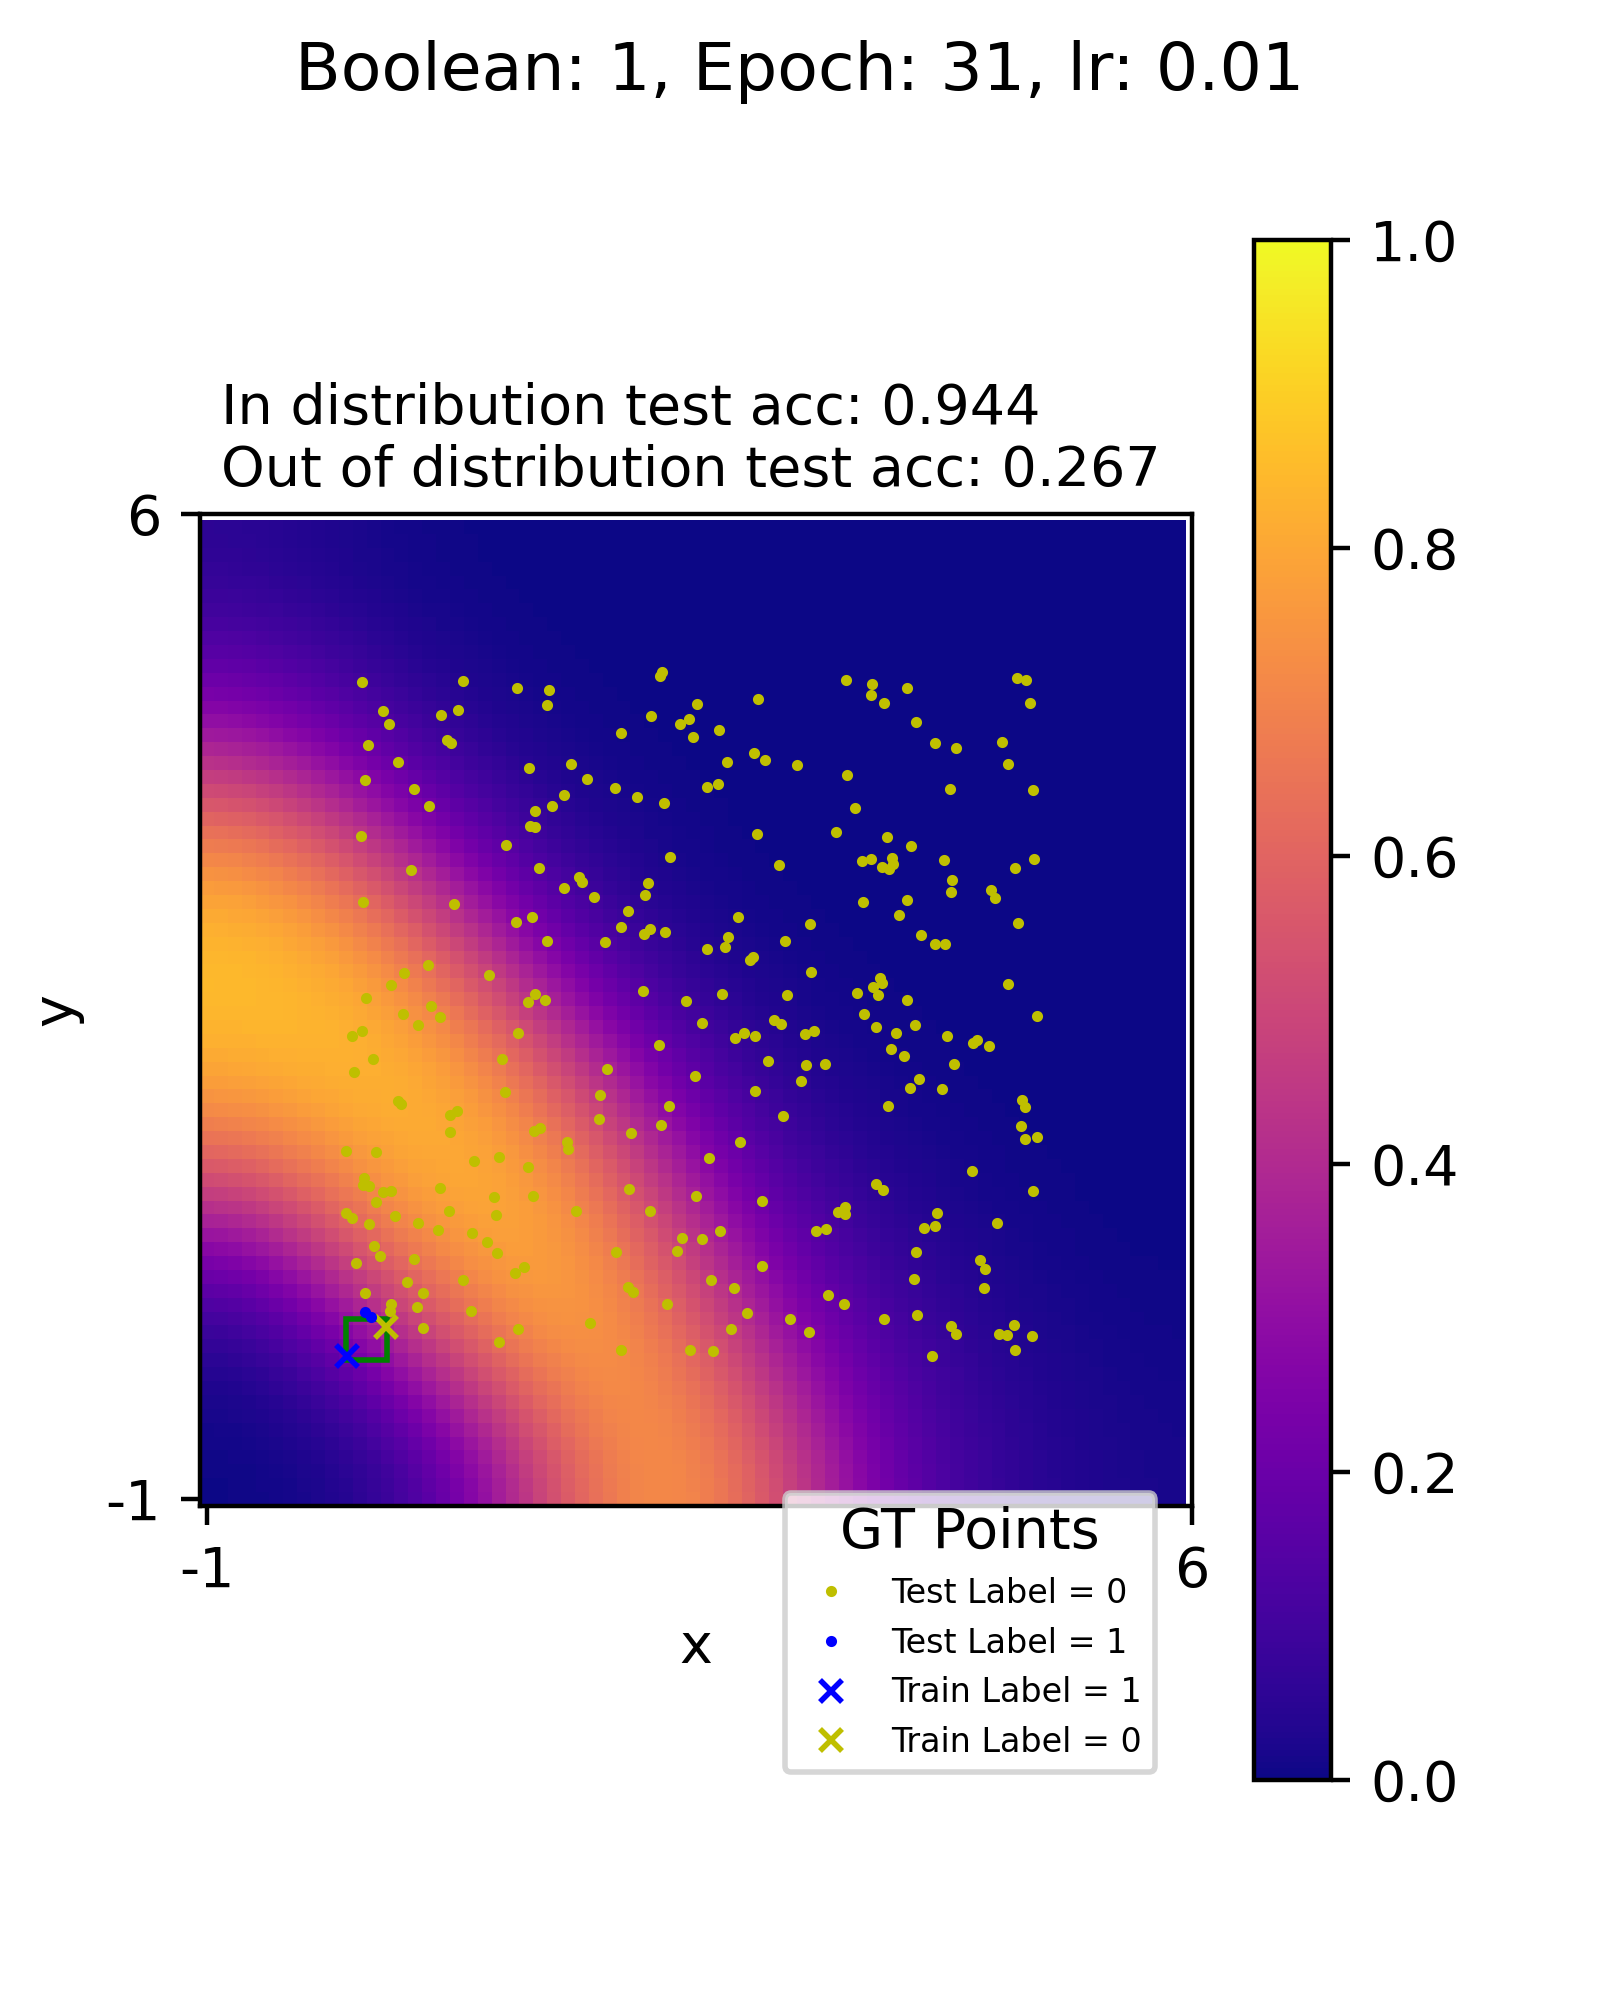 Boolean: 1, Epoch: 31, lr: 0.01
In distribution test acc: 0.944
Out of distribution test acc: 0.267
6
y
-1
-1
6
x
GT Points
Test Label = 0
Test Label = 1
Train Label = 1
Train Label = 0
1.0
0.8
0.6
0.4
0.2
0.0